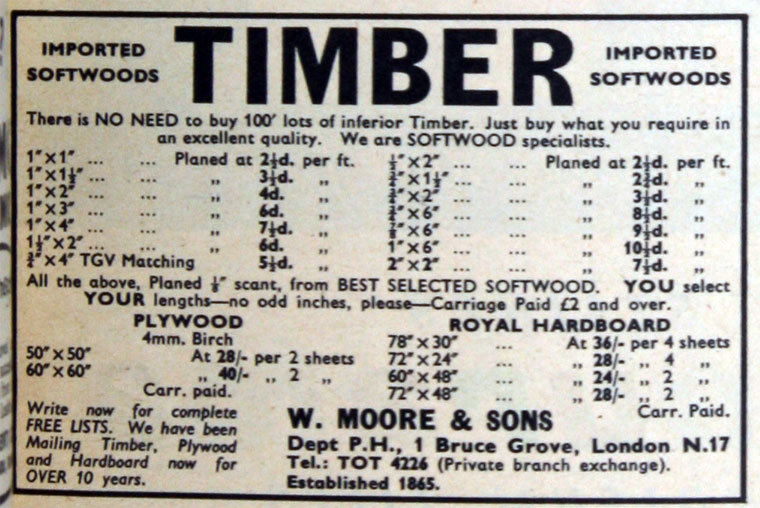 IMPORTED SOFTWOODS
TIMBER
IMPORTED SOFTWOODS
There is NO NEED to buy 100' lots of inferior Timber. Just buy what you require in
an excellent quality. We are SOFTWOOD specialists.
1"×1" ... ... Planed at 2½d. per ft.
1"×1½" ... ... „ 3½d. „
1"×2" ... ... „ 4d. „
1"×3" ... ... „ 6d. „
1"×4" ... ... „ 7½d. „
1½"×2" ... ... „ 6d. „
¾"×4" TGV Matching „ 5½d. „
½"×2" ... ... Planed at 2½d. per ft.
¾"×1½" ... ... „ 2¾d. „
¾"×2" ... ... „ 3½d. „
¾"×6" ... ... „ 8½d. „
⅞"×6" ... ... „ 9½d. „
1"×6" ... ... „ 10½d. „
2"×2" ... ... „ 7½d. „
All the above, Planed ⅛" scant, from BEST SELECTED SOFTWOOD. YOU select
YOUR lengths—no odd inches, please—Carriage Paid £2 and over.
PLYWOOD
4mm. Birch
50"×50" At 28/- per 2 sheets
60"×60" „ 40/- „ 2 „
Carr. paid.
ROYAL HARDBOARD
78"×30" ... At 36/- per 4 sheets
72"×24" ... „ 28/- „ 4 „
60"×48" ... „ 24/- „ 2 „
72"×48" ... „ 28/- „ 2 „
Carr. Paid.
Write now for complete
FREE LISTS. We have been
Mailing Timber, Plywood
and Hardboard now for
OVER 10 years.
W. MOORE & SONS
Dept P.H., 1 Bruce Grove, London N.17
Tel.: TOT 4226 (Private branch exchange).
Established 1865.